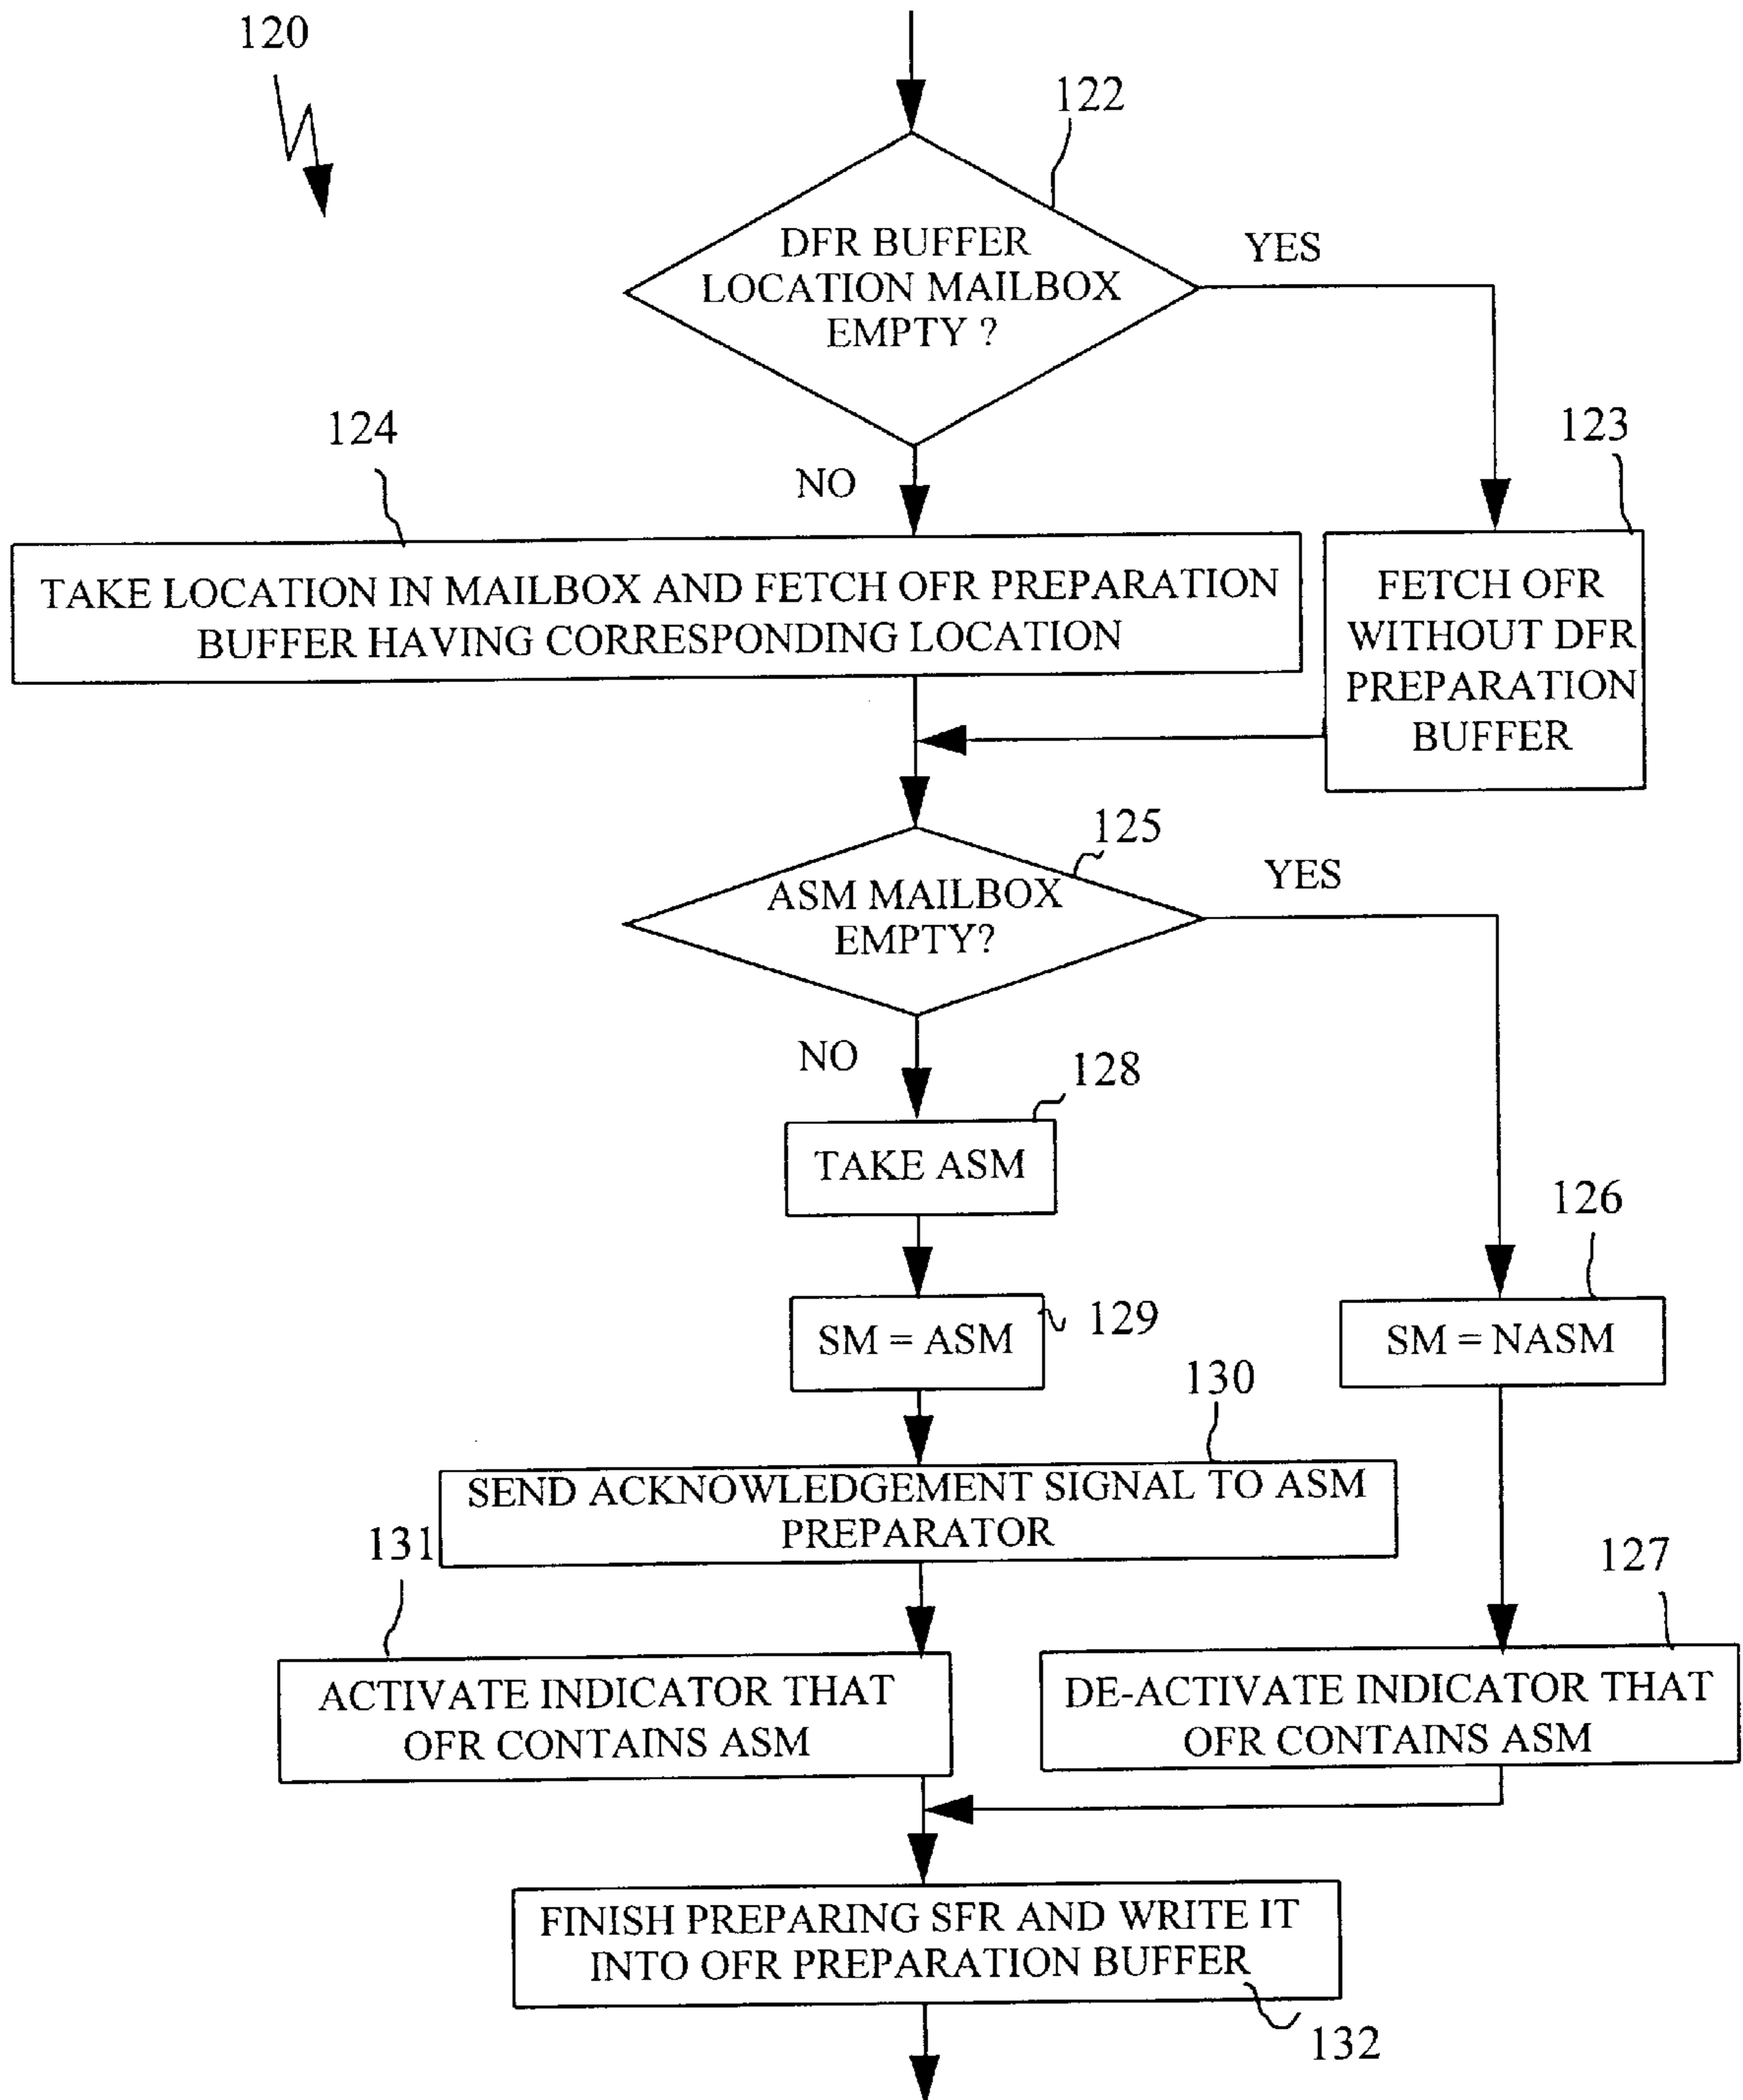 120
122
DFR BUFFER
LOCATION MAILBOX
EMPTY ?
YES
NO
124
123
TAKE LOCATION IN MAILBOX AND FETCH OFR PREPARATION
BUFFER HAVING CORRESPONDING LOCATION
FETCH OFR
WITHOUT DFR
PREPARATION
BUFFER
125
ASM MAILBOX
EMPTY?
YES
NO
128
TAKE ASM
126
SM = ASM
129
SM = NASM
130
SEND ACKNOWLEDGEMENT SIGNAL TO ASM
PREPARATOR
131
127
ACTIVATE INDICATOR THAT
OFR CONTAINS ASM
DE-ACTIVATE INDICATOR THAT
OFR CONTAINS ASM
FINISH PREPARING SFR AND WRITE IT
INTO OFR PREPARATION BUFFER
132